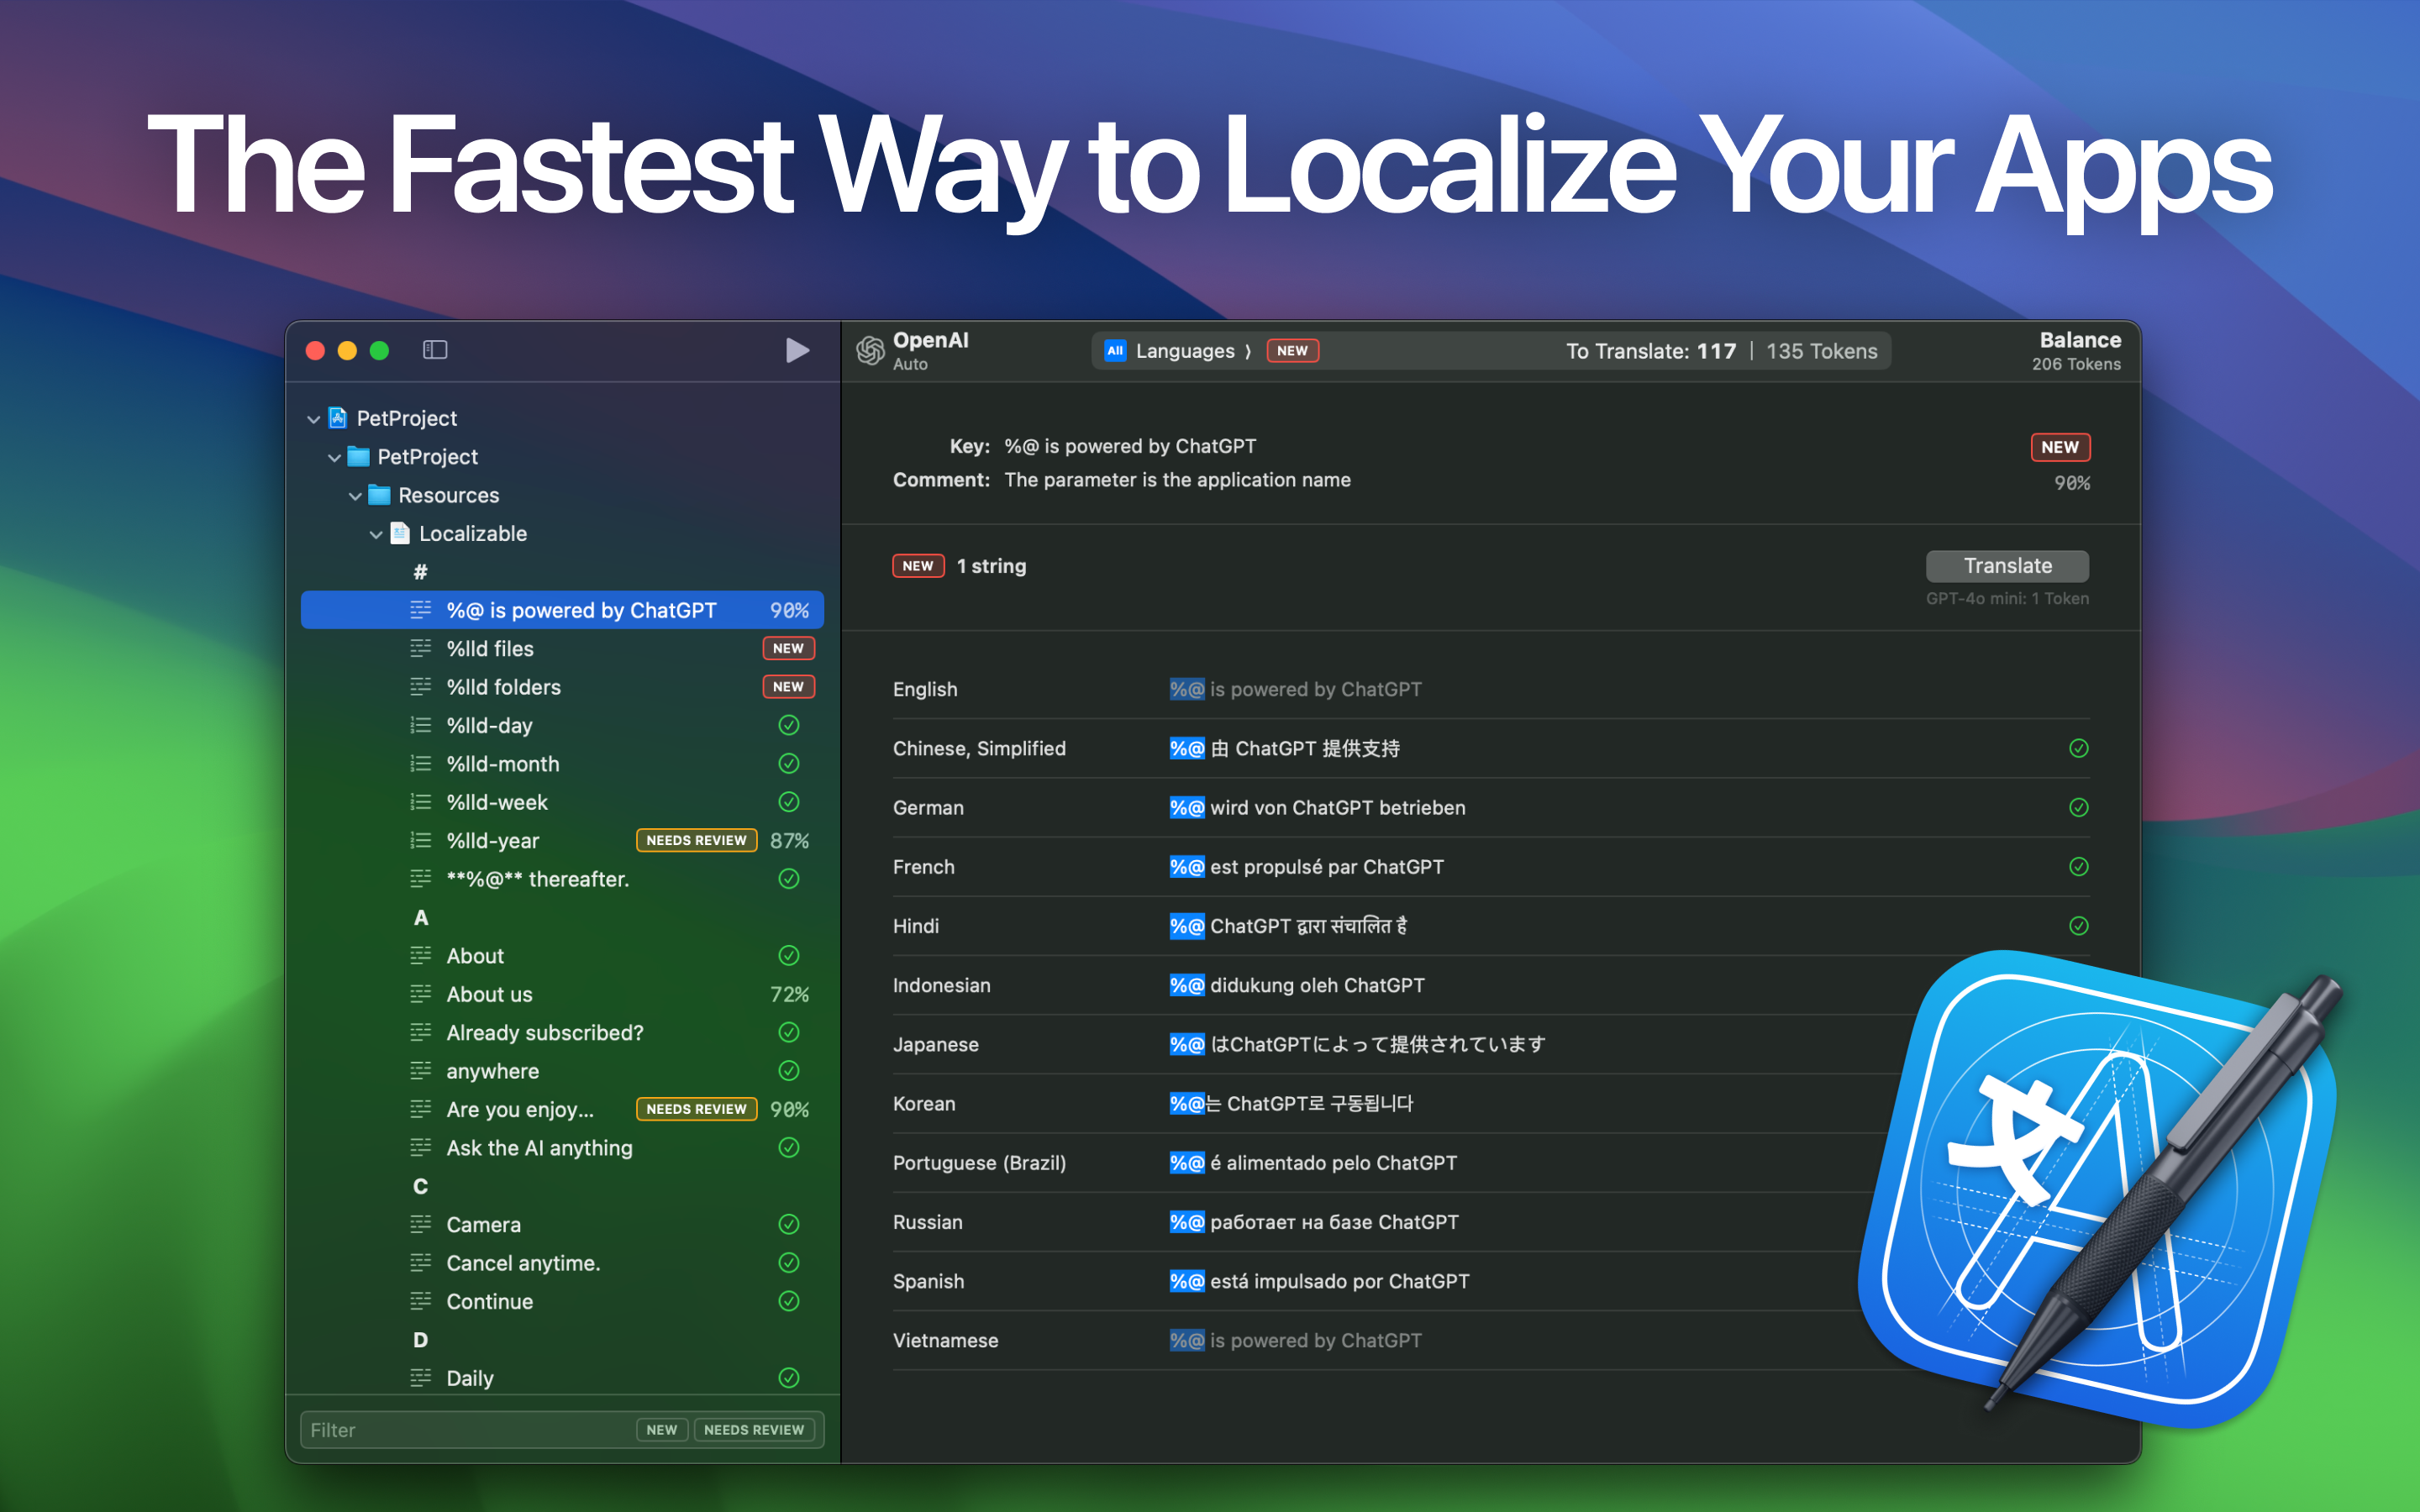 The Fastest Way to Localize Your Apps
OpenAI
Auto
All Languages ⟩ NEW
To Translate: 117 | 135 Tokens
Balance
206 Tokens
PetProject
PetProject
Resources
Localizable
#
%@ is powered by ChatGPT 90%
%lld files NEW
%lld folders NEW
%lld-day
%lld-month
%lld-week
%lld-year NEEDS REVIEW 87%
**%@** thereafter.
A
About
About us 72%
Already subscribed?
anywhere
Are you enjoy... NEEDS REVIEW 90%
Ask the AI anything
C
Camera
Cancel anytime.
Continue
D
Daily
Filter NEW NEEDS REVIEW
Key: %@ is powered by ChatGPT NEW
Comment: The parameter is the application name 90%
NEW 1 string Translate
GPT-4o mini: 1 Token
English %@ is powered by ChatGPT
Chinese, Simplified %@ 由 ChatGPT 提供支持
German %@ wird von ChatGPT betrieben
French %@ est propulsé par ChatGPT
Hindi %@ ChatGPT द्वारा संचालित है
Indonesian %@ didukung oleh ChatGPT
Japanese %@ はChatGPTによって提供されています
Korean %@는 ChatGPT로 구동됩니다
Portuguese (Brazil) %@ é alimentado pelo ChatGPT
Russian %@ работает на базе ChatGPT
Spanish %@ está impulsado por ChatGPT
Vietnamese %@ is powered by ChatGPT
文 A